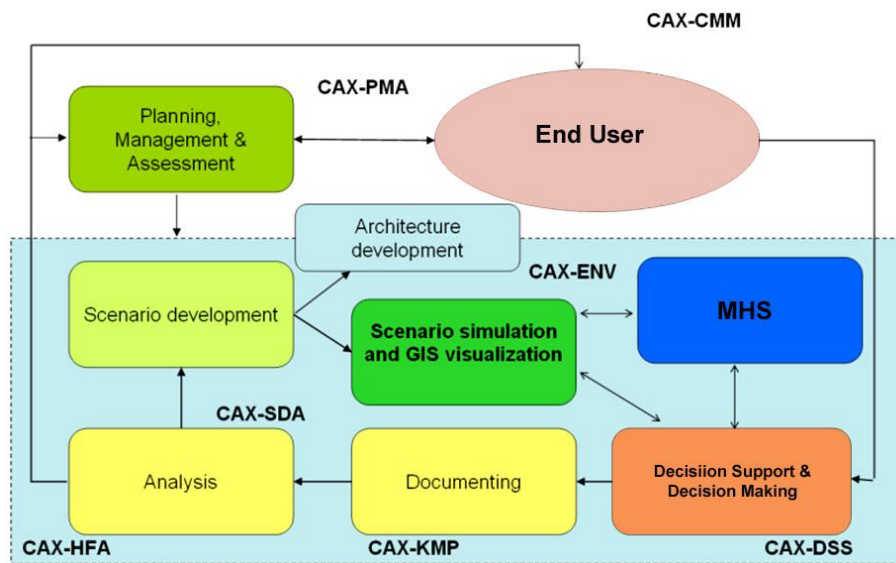 CAX-CMM
CAX-PMA
Planning,
Management &
Assessment
End User
Architecture
development
CAX-ENV
Scenario development
Scenario simulation
and GIS visualization
MHS
CAX-SDA
Analysis
Documenting
Decisiion Support &
Decision Making
CAX-HFA
CAX-KMP
CAX-DSS